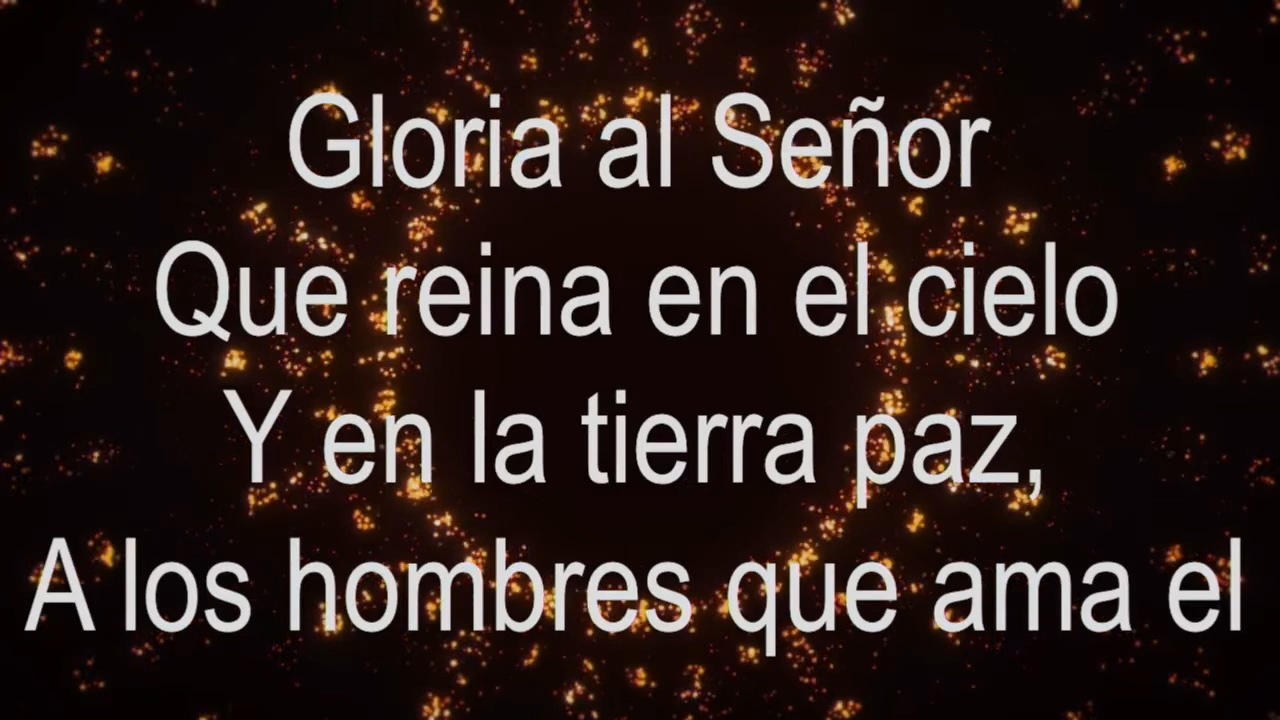 Gloria al Señor
Que reina en el cielo
Y en la tierra paz,
A los hombres que ama el